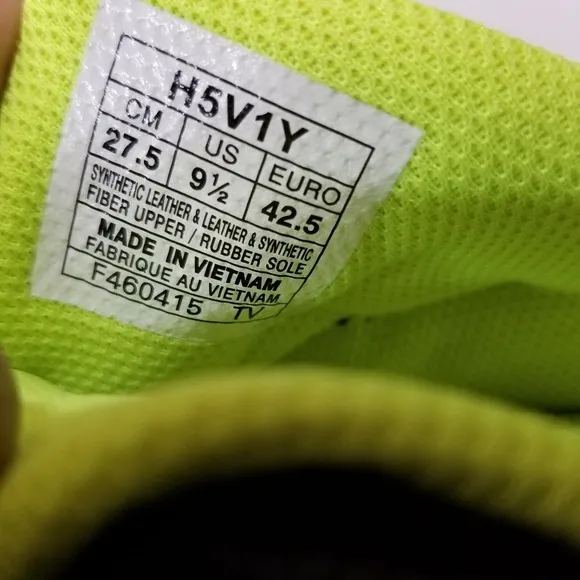 H5V1Y
CM US EURO
27.5 9½ 42.5
SYNTHETIC LEATHER & LEATHER & SYNTHETIC
FIBER UPPER / RUBBER SOLE
MADE IN VIETNAM
FABRIQUE AU VIETNAM
F460415 TV